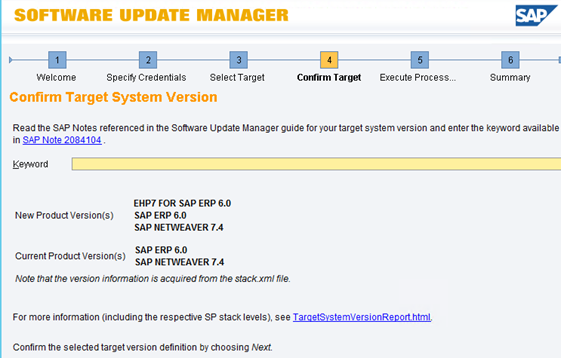 SOFTWARE UPDATE MANAGER
SAP
1 2 3 4 5 6
Welcome Specify Credentials Select Target Confirm Target Execute Process... Summary
Confirm Target System Version
Read the SAP Notes referenced in the Software Update Manager guide for your target system version and enter the keyword available
in SAP Note 2084104 .
Keyword
EHP7 FOR SAP ERP 6.0
New Product Version(s) SAP ERP 6.0
SAP NETWEAVER 7.4
Current Product Version(s) SAP ERP 6.0
SAP NETWEAVER 7.4
Note that the version information is acquired from the stack.xml file.
For more information (including the respective SP stack levels), see TargetSystemVersionReport.html.
Confirm the selected target version definition by choosing Next.